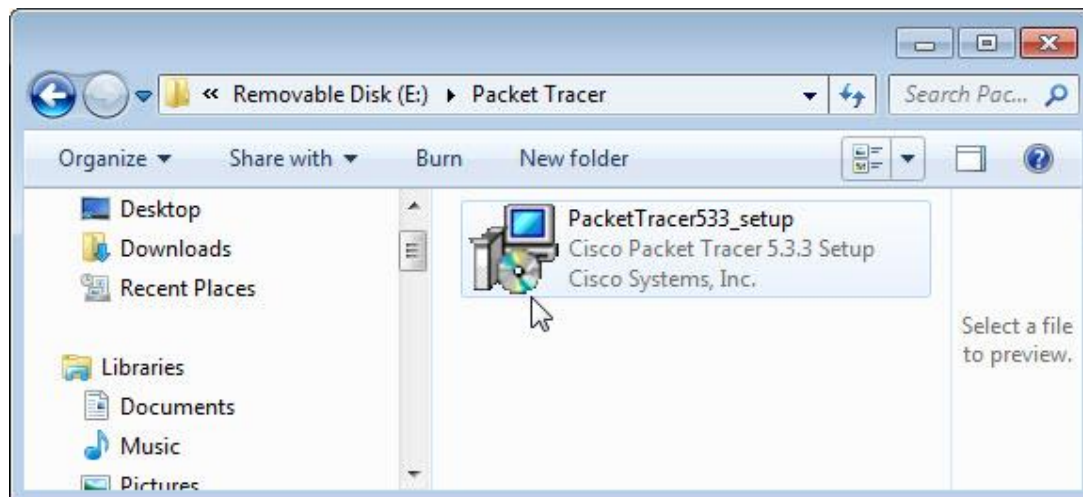 « Removable Disk (E:) ▸ Packet Tracer Search Pac...
Organize ▾ Share with ▾ Burn New folder
Desktop
Downloads
Recent Places
Libraries
Documents
Music
Pictures
PacketTracer533_setup
Cisco Packet Tracer 5.3.3 Setup
Cisco Systems, Inc.
Select a file
to preview.